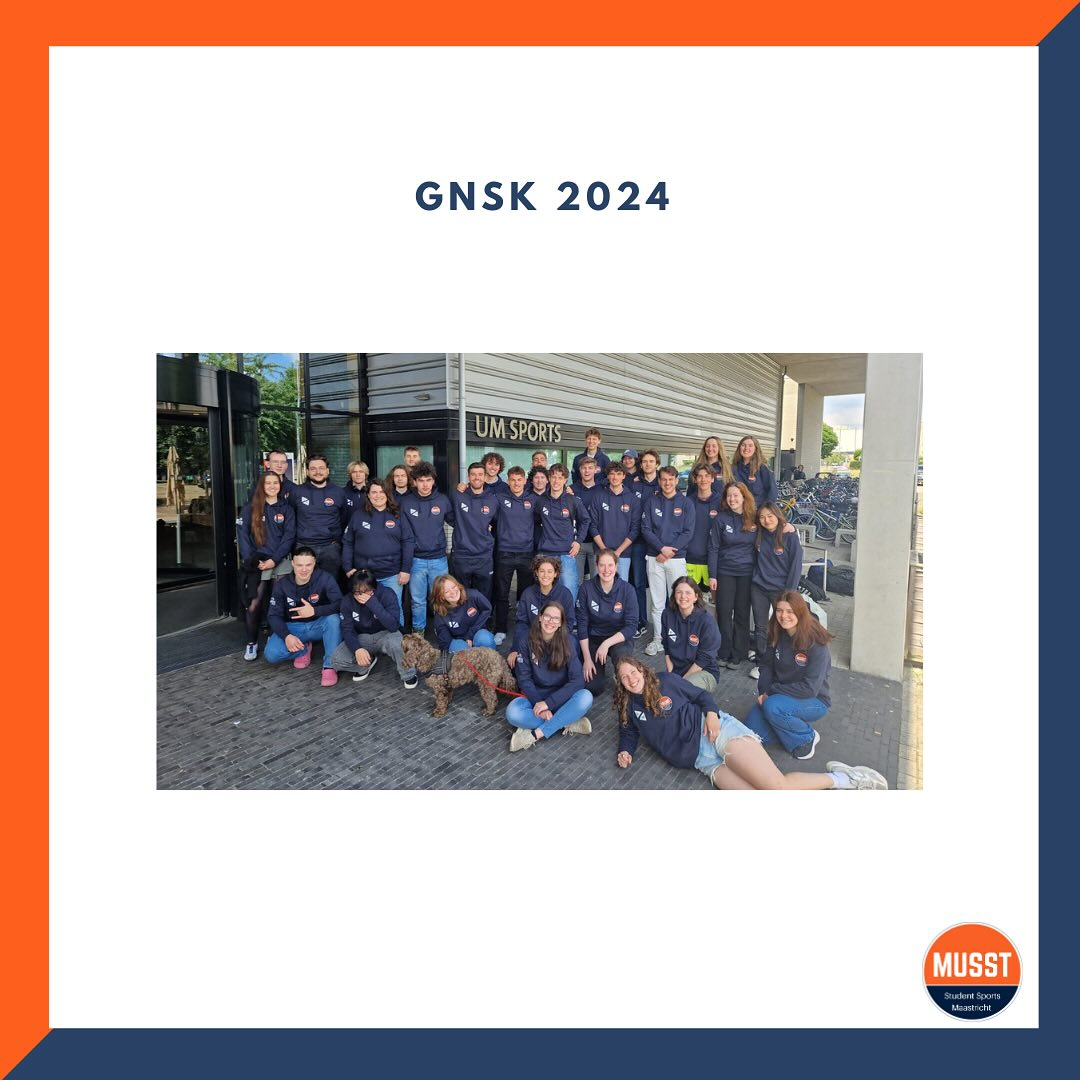 GNSK 2024
UM SPORTS
MUSST
Student Sports
Maastricht